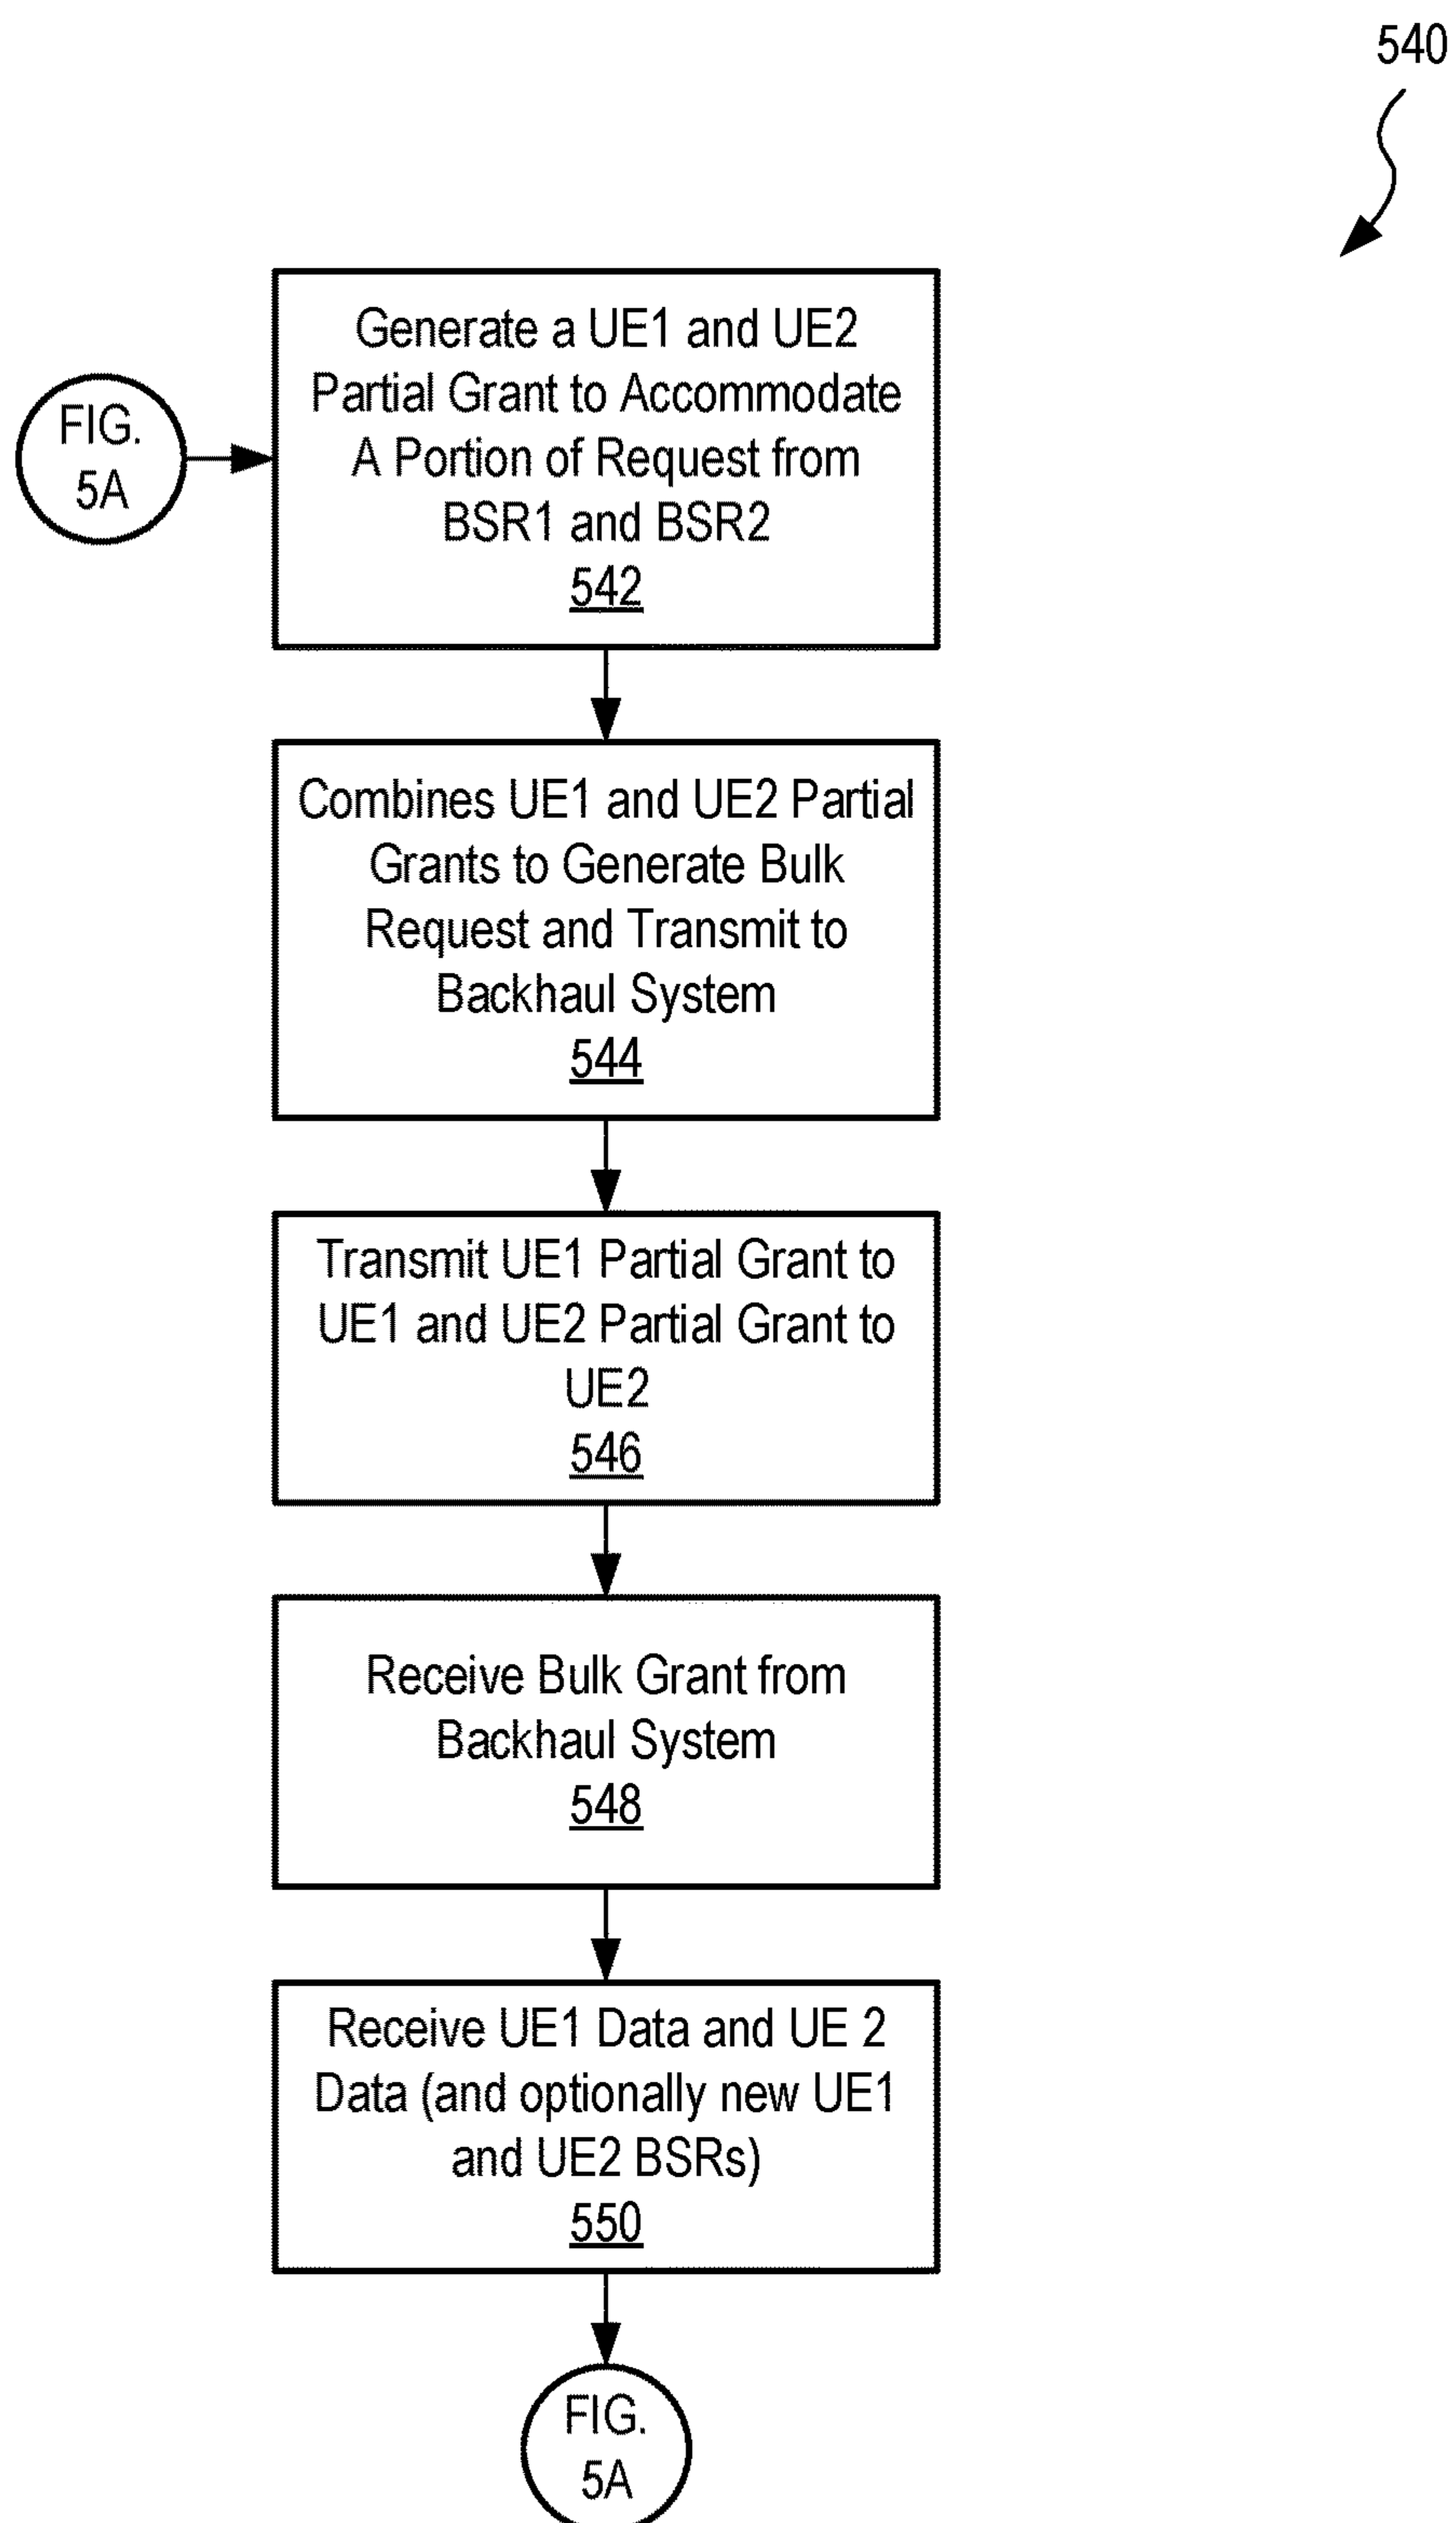 540
FIG.
5A
Generate a UE1 and UE2
Partial Grant to Accommodate
A Portion of Request from
BSR1 and BSR2
542
Combines UE1 and UE2 Partial
Grants to Generate Bulk
Request and Transmit to
Backhaul System
544
Transmit UE1 Partial Grant to
UE1 and UE2 Partial Grant to
UE2
546
Receive Bulk Grant from
Backhaul System
548
Receive UE1 Data and UE 2
Data (and optionally new UE1
and UE2 BSRs)
550
FIG.
5A